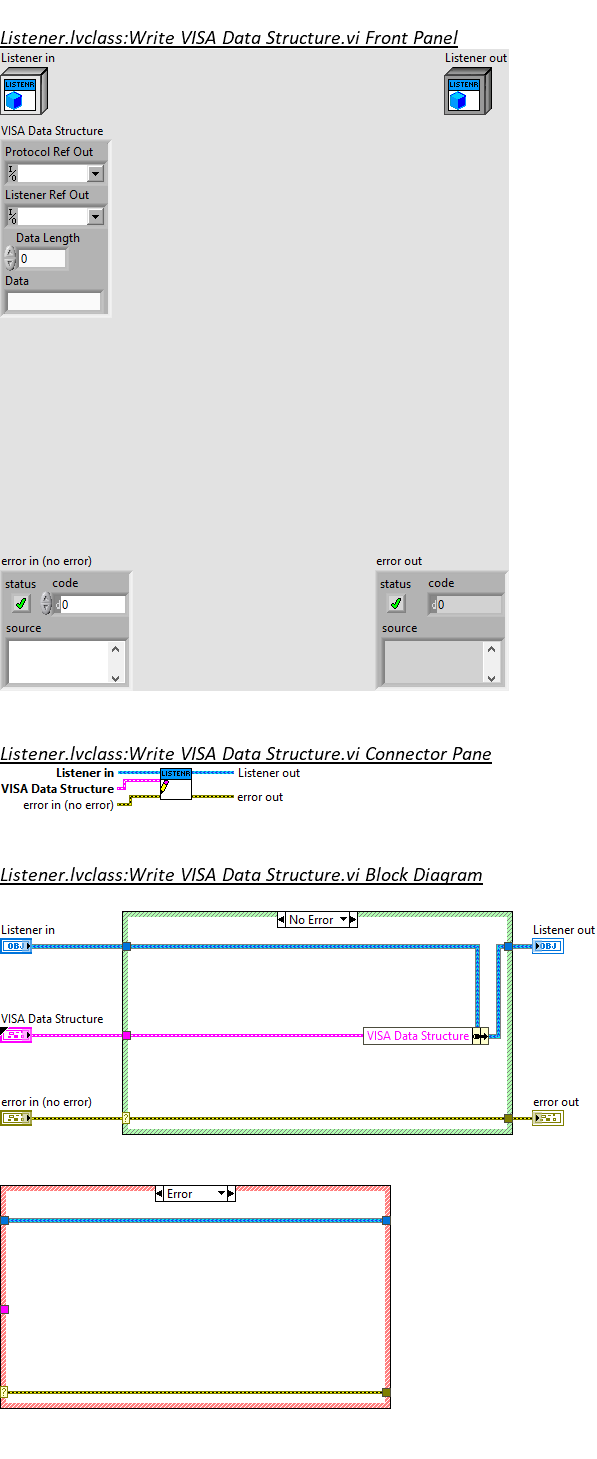 Listener.lvclass:Write VISA Data Structure.vi Front Panel
Listener in
Listener out
LISTENR
LISTENR
VISA Data Structure
Protocol Ref Out
I/O
Listener Ref Out
I/O
Data Length
0
Data
error in (no error)
error out
status code
status code
d0
d0
source
source
Listener.lvclass:Write VISA Data Structure.vi Connector Pane
Listener in
LISTENR
Listener out
VISA Data Structure
error in (no error)
error out
Listener.lvclass:Write VISA Data Structure.vi Block Diagram
No Error
Listener in
Listener out
OBJ
OBJ
VISA Data Structure
VISA Data Structure
error in (no error)
error out
?
Error
?